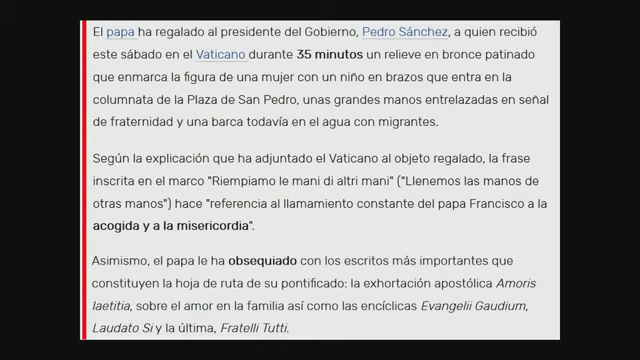 El papa ha regalado al presidente del Gobierno, Pedro Sánchez, a quien recibió
este sábado en el Vaticano durante 35 minutos un relieve en bronce patinado
que enmarca la figura de una mujer con un niño en brazos que entra en la
columnata de la Plaza de San Pedro, unas grandes manos entrelazadas en señal
de fraternidad y una barca todavía en el agua con migrantes.
Según la explicación que ha adjuntado el Vaticano al objeto regalado, la frase
inscrita en el marco "Riempiamo le mani di altri mani" ("Llenemos las manos de
otras manos") hace "referencia al llamamiento constante del papa Francisco a la
acogida y a la misericordia".
Asimismo, el papa le ha obsequiado con los escritos más importantes que
constituyen la hoja de ruta de su pontificado: la exhortación apostólica Amoris
laetitia, sobre el amor en la familia así como las encíclicas Evangelii Gaudium,
Laudato Si y la última, Fratelli Tutti.